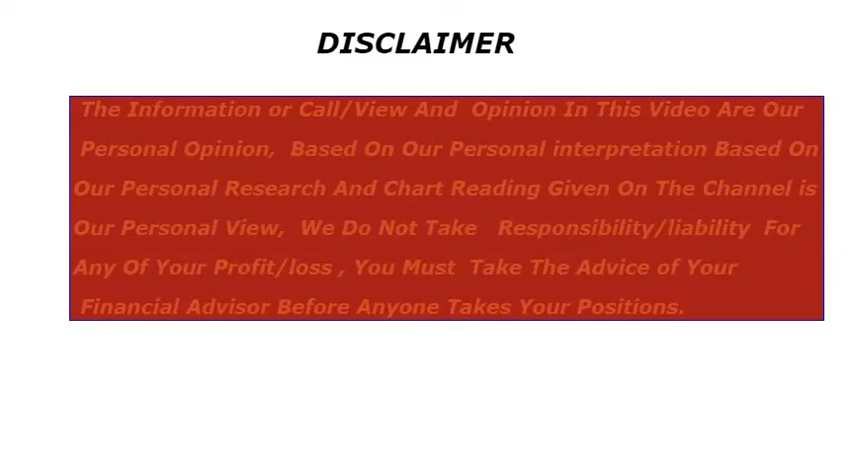 DISCLAIMER
The Information or Call/View And Opinion In This Video Are Our
Personal Opinion, Based On Our Personal interpretation Based On
Our Personal Research And Chart Reading Given On The Channel is
Our Personal View, We Do Not Take Responsibility/liability For
Any Of Your Profit/loss , You Must Take The Advice of Your
Financial Advisor Before Anyone Takes Your Positions.